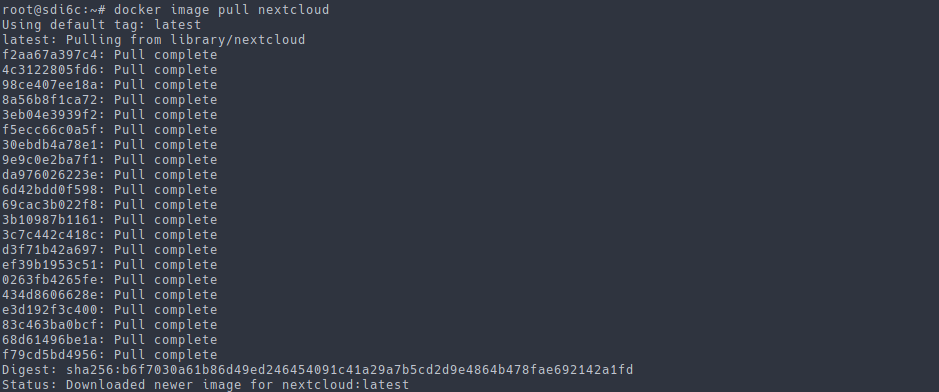 root@sdi6c:~# docker image pull nextcloud
Using default tag: latest
latest: Pulling from library/nextcloud
f2aa67a397c4: Pull complete
4c3122805fd6: Pull complete
98ce407ee18a: Pull complete
8a56b8f1ca72: Pull complete
3eb04e3939f2: Pull complete
f5ecc66c0a5f: Pull complete
30ebdb4a78e1: Pull complete
9e9c0e2ba7f1: Pull complete
da976026223e: Pull complete
6d42bdd0f598: Pull complete
69cac3b022f8: Pull complete
3b10987b1161: Pull complete
3c7c442c418c: Pull complete
d3f71b42a697: Pull complete
ef39b1953c51: Pull complete
0263fb4265fe: Pull complete
434d8606628e: Pull complete
e3d192f3c400: Pull complete
83c463ba0bcf: Pull complete
68d61496be1a: Pull complete
f79cd5bd4956: Pull complete
Digest: sha256:b6f7030a61b86d49ed246454091c41a29a7b5cd2d9e4864b478fae692142a1fd
Status: Downloaded newer image for nextcloud:latest